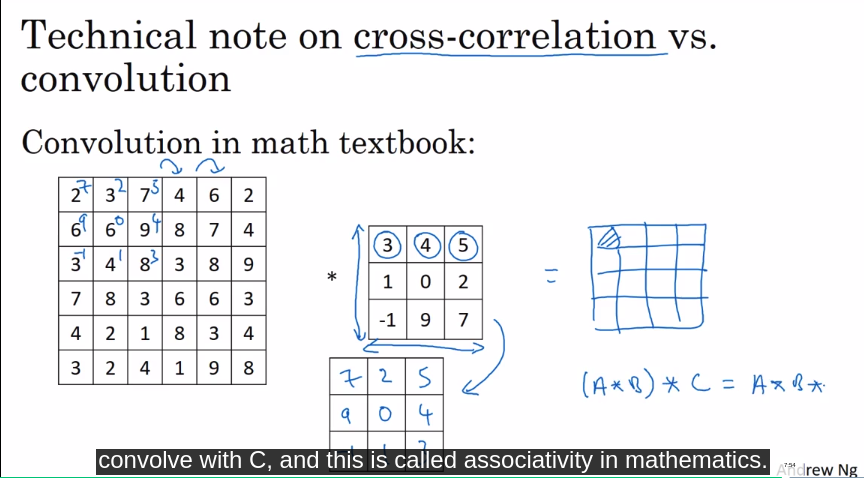 Technical note on cross-correlation vs.
convolution
Convolution in math textbook:
2 7 3 2 7 5 4 6 2
6 9 6 0 9 4 8 7 4
3 -1 4 1 8 3 3 8 9
7 8 3 6 6 3
4 2 1 8 3 4
3 2 4 1 9 8
*
3 4 5
1 0 2
-1 9 7
=
7 2 5
9 0 4
(A * B) * C = A * B *
convolve with C, and this is called associativity in mathematics.
Andrew Ng